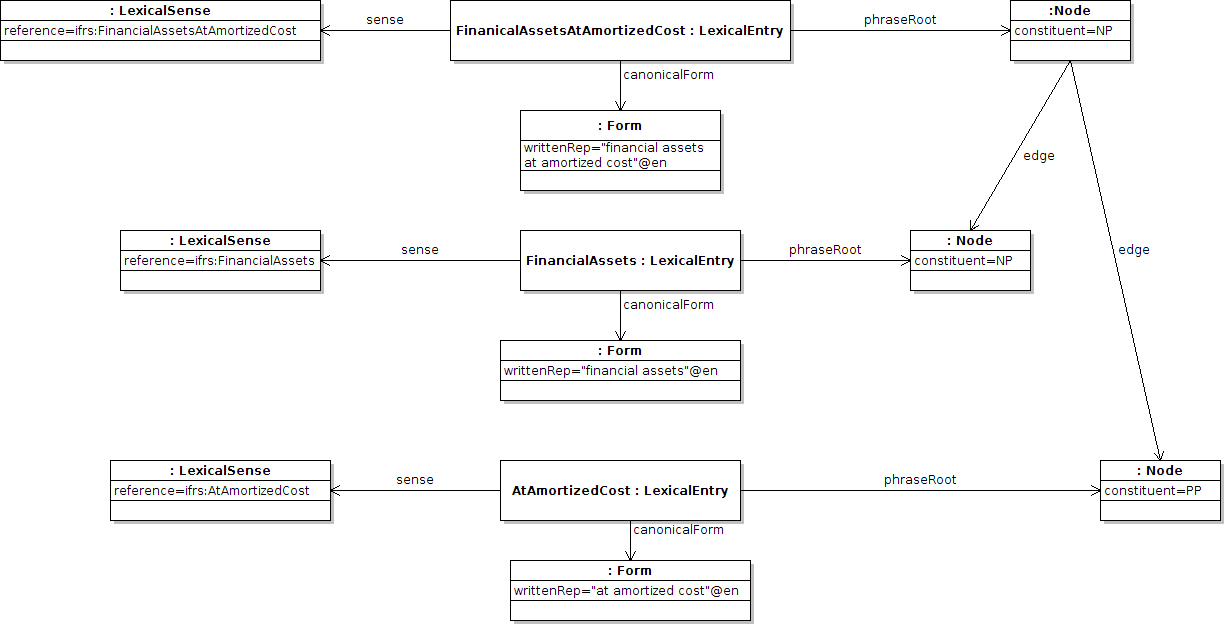 : LexicalSense
reference=ifrs:FinancialAssetsAtAmortizedCost
sense
FinanicalAssetsAtAmortizedCost : LexicalEntry
phraseRoot
:Node
constituent=NP
canonicalForm
: Form
writtenRep="financial assets
at amortized cost"@en
edge
edge
: LexicalSense
reference=ifrs:FinancialAssets
sense
FinancialAssets : LexicalEntry
phraseRoot
: Node
constituent=NP
canonicalForm
: Form
writtenRep="financial assets"@en
: LexicalSense
reference=ifrs:AtAmortizedCost
sense
AtAmortizedCost : LexicalEntry
phraseRoot
: Node
constituent=PP
canonicalForm
: Form
writtenRep="at amortized cost"@en